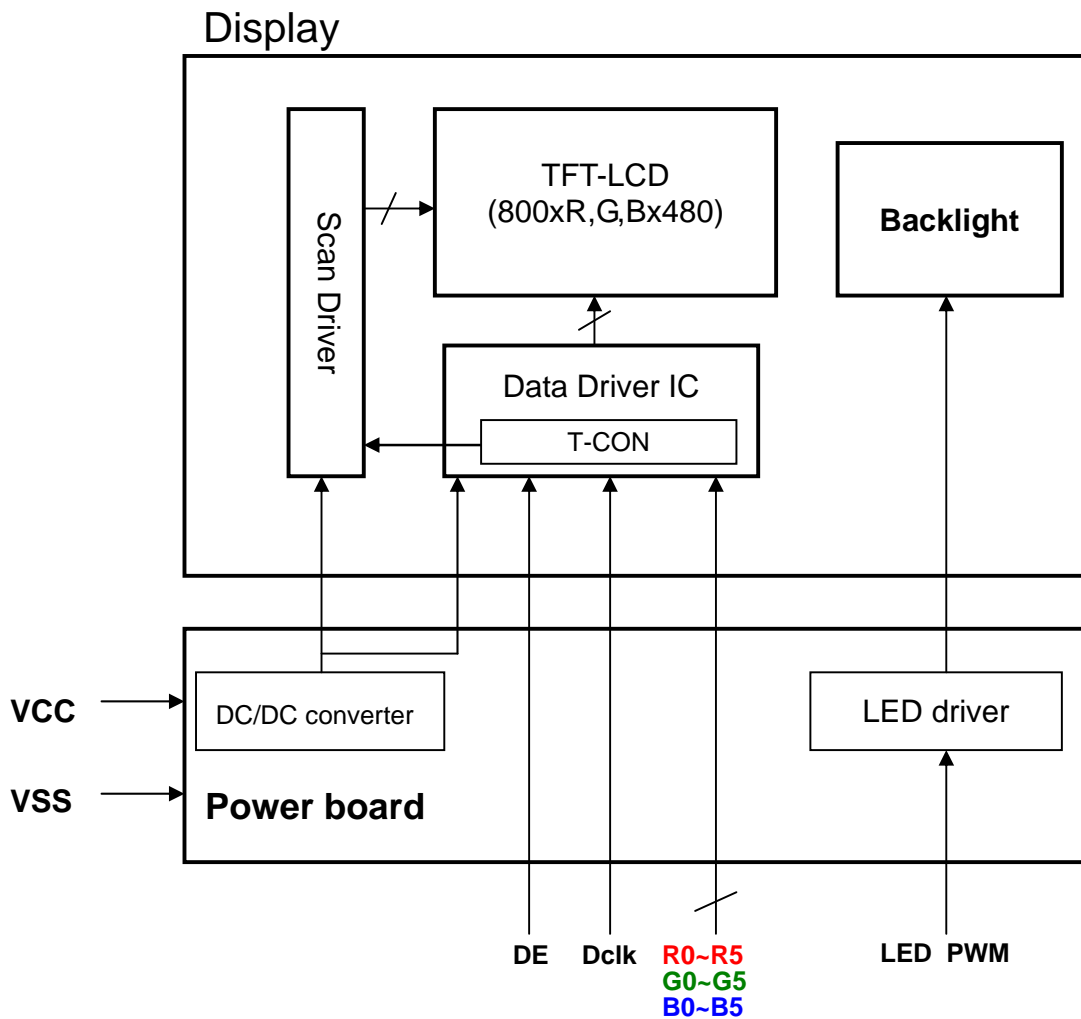 Display
TFT-LCD
(800xR,G,Bx480)
Backlight
Scan Driver
Data Driver IC
T-CON
VCC
DC/DC converter
LED driver
VSS
Power board
DE
Dclk
R0~R5
G0~G5
B0~B5
LED PWM